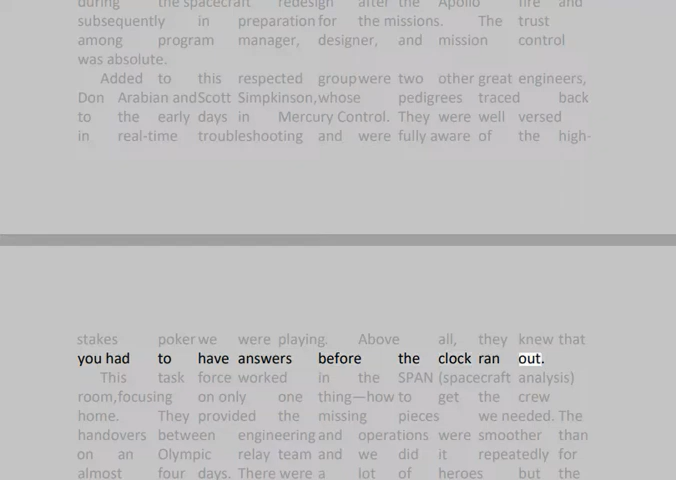 during the spacecraft redesign after the Apollo fire and
subsequently in preparation for the missions. The trust
among program manager, designer, and mission control
was absolute.
Added to this respected group were two other great engineers,
Don Arabian and Scott Simpkinson, whose pedigrees traced back
to the early days in Mercury Control. They were well versed
in real-time troubleshooting and were fully aware of the high-
stakes poker we were playing. Above all, they knew that
you had to have answers before the clock ran out.
This task force worked in the SPAN (spacecraft analysis)
room, focusing on only one thing—how to get the crew
home. They provided the missing pieces we needed. The
handovers between engineering and operations were smoother than
on an Olympic relay team and we did it repeatedly for
almost four days. There were a lot of heroes but the